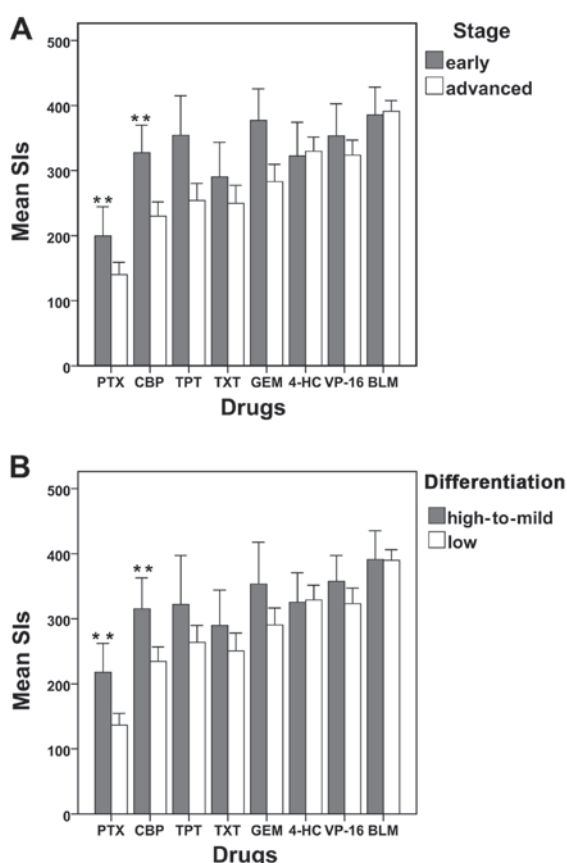 A
Stage
early
advanced
500
400
300
200
100
0
Mean SIs
**
**
PTX CBP TPT TXT GEM 4-HC VP-16 BLM
Drugs
B
Differentiation
high-to-mild
low
500
400
300
200
100
0
Mean SIs
**
**
PTX CBP TPT TXT GEM 4-HC VP-16 BLM
Drugs